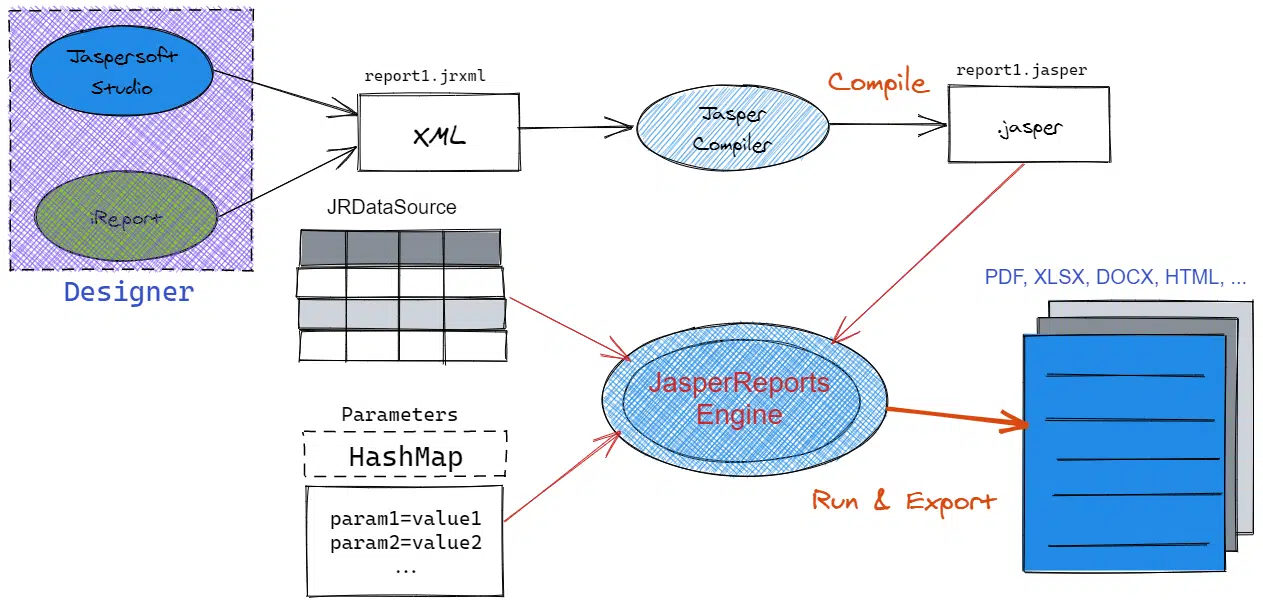 Jaspersoft
Studio
iReport
Designer
report1.jrxml
XML
Jasper
Compiler
Compile
report1.jasper
.jasper
JRDataSource
Parameters
HashMap
param1=value1
param2=value2
...
JasperReports
Engine
Run & Export
PDF, XLSX, DOCX, HTML, ...